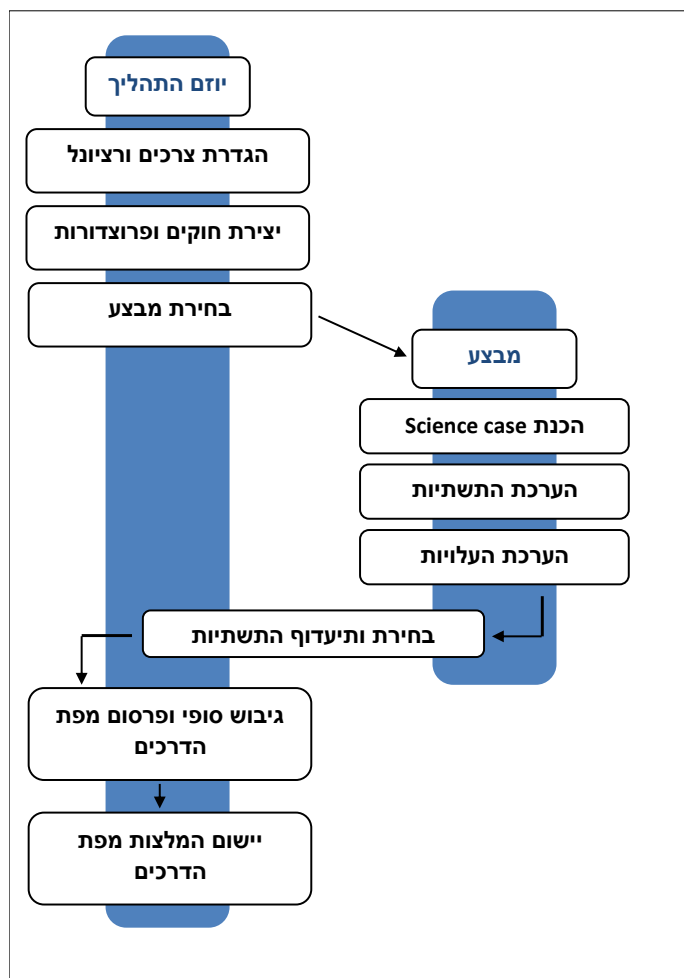 יוזם התהליך
הגדרת צרכים ורציונל
יצירת חוקים ופרוצדורות
בחירת מבצע
מבצע
הכנת Science case
הערכת התשתיות
הערכת העלויות
בחירת ותיעדוף התשתיות
גיבוש סופי ופרסום מפת
הדרכים
יישום המלצות מפת
הדרכים